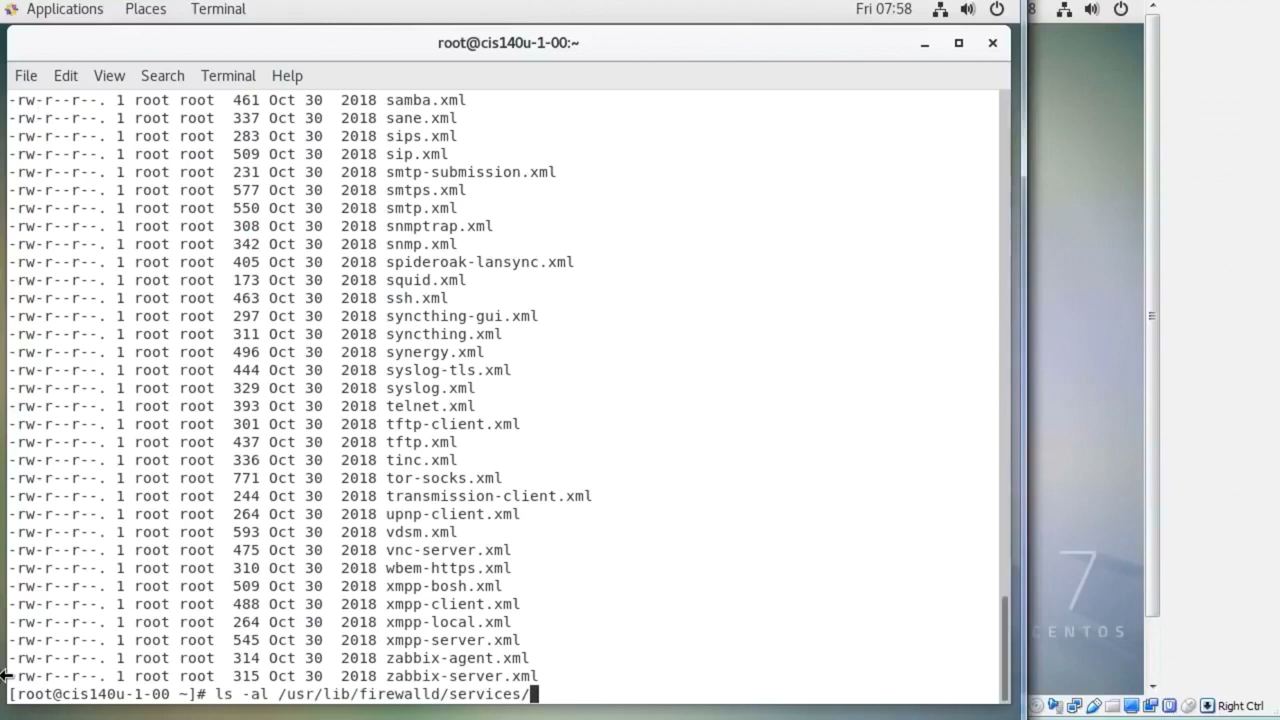 Applications Places Terminal Fri 07:58
8
root@cis140u-1-00:~
File Edit View Search Terminal Help
-rw-r--r--. 1 root root 461 Oct 30 2018 samba.xml
-rw-r--r--. 1 root root 337 Oct 30 2018 sane.xml
-rw-r--r--. 1 root root 283 Oct 30 2018 sips.xml
-rw-r--r--. 1 root root 509 Oct 30 2018 sip.xml
-rw-r--r--. 1 root root 231 Oct 30 2018 smtp-submission.xml
-rw-r--r--. 1 root root 577 Oct 30 2018 smtps.xml
-rw-r--r--. 1 root root 550 Oct 30 2018 smtp.xml
-rw-r--r--. 1 root root 308 Oct 30 2018 snmptrap.xml
-rw-r--r--. 1 root root 342 Oct 30 2018 snmp.xml
-rw-r--r--. 1 root root 405 Oct 30 2018 spideroak-lansync.xml
-rw-r--r--. 1 root root 173 Oct 30 2018 squid.xml
-rw-r--r--. 1 root root 463 Oct 30 2018 ssh.xml
-rw-r--r--. 1 root root 297 Oct 30 2018 syncthing-gui.xml
-rw-r--r--. 1 root root 311 Oct 30 2018 syncthing.xml
-rw-r--r--. 1 root root 496 Oct 30 2018 synergy.xml
-rw-r--r--. 1 root root 444 Oct 30 2018 syslog-tls.xml
-rw-r--r--. 1 root root 329 Oct 30 2018 syslog.xml
-rw-r--r--. 1 root root 393 Oct 30 2018 telnet.xml
-rw-r--r--. 1 root root 301 Oct 30 2018 tftp-client.xml
-rw-r--r--. 1 root root 437 Oct 30 2018 tftp.xml
-rw-r--r--. 1 root root 336 Oct 30 2018 tinc.xml
-rw-r--r--. 1 root root 771 Oct 30 2018 tor-socks.xml
-rw-r--r--. 1 root root 244 Oct 30 2018 transmission-client.xml
-rw-r--r--. 1 root root 264 Oct 30 2018 upnp-client.xml
-rw-r--r--. 1 root root 593 Oct 30 2018 vdsm.xml
-rw-r--r--. 1 root root 475 Oct 30 2018 vnc-server.xml
-rw-r--r--. 1 root root 310 Oct 30 2018 wbem-https.xml
-rw-r--r--. 1 root root 509 Oct 30 2018 xmpp-bosh.xml
-rw-r--r--. 1 root root 488 Oct 30 2018 xmpp-client.xml
-rw-r--r--. 1 root root 264 Oct 30 2018 xmpp-local.xml
-rw-r--r--. 1 root root 545 Oct 30 2018 xmpp-server.xml
-rw-r--r--. 1 root root 314 Oct 30 2018 zabbix-agent.xml
-rw-r--r--. 1 root root 315 Oct 30 2018 zabbix-server.xml
[root@cis140u-1-00 ~]# ls -al /usr/lib/firewalld/services/
7
CENTOS
Right Ctrl